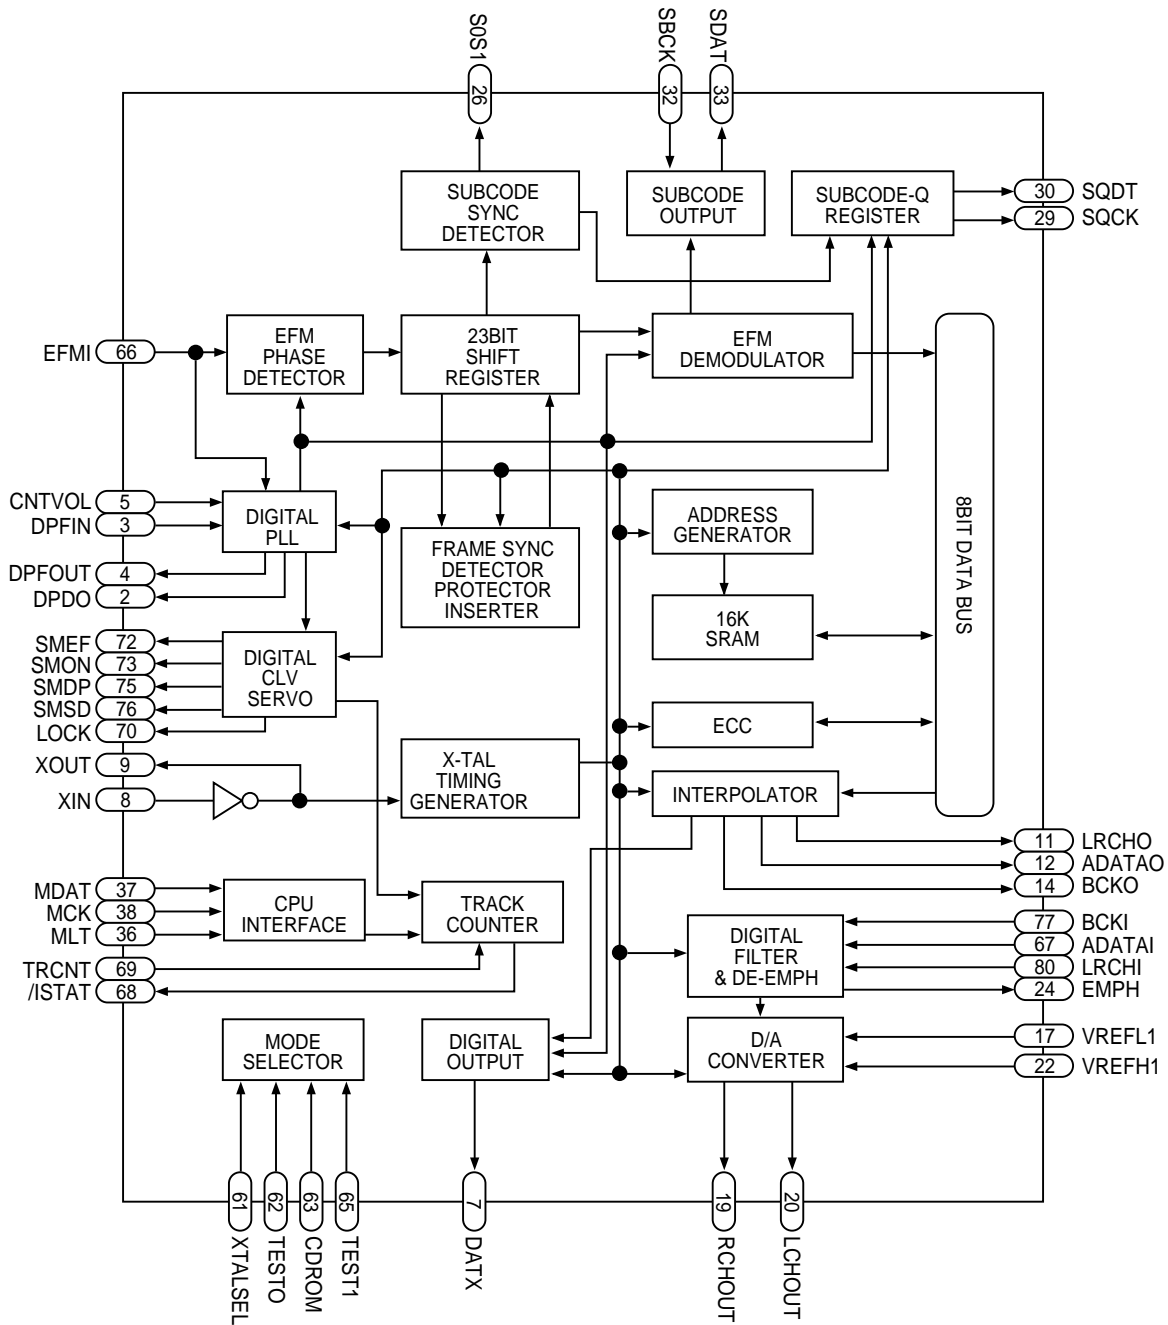 S0S1
SBCK
SDAT
26
32
33
SUBCODE
SYNC
DETECTOR
SUBCODE
OUTPUT
SUBCODE-Q
REGISTER
30 SQDT
29 SQCK
EFMI 66
EFM
PHASE
DETECTOR
23BIT
SHIFT
REGISTER
EFM
DEMODULATOR
8BIT DATA BUS
CNTVOL 5
DPFIN 3
DPFOUT 4
DPDO 2
DIGITAL
PLL
FRAME SYNC
DETECTOR
PROTECTOR
INSERTER
ADDRESS
GENERATOR
16K
SRAM
SMEF 72
SMON 73
SMDP 75
SMSD 76
LOCK 70
DIGITAL
CLV
SERVO
ECC
XOUT 9
XIN 8
X-TAL
TIMING
GENERATOR
INTERPOLATOR
11 LRCHO
12 ADATAO
14 BCKO
MDAT 37
MCK 38
MLT 36
CPU
INTERFACE
TRACK
COUNTER
TRCNT 69
/ISTAT 68
DIGITAL
FILTER
& DE-EMPH
77 BCKI
67 ADATAI
80 LRCHI
24 EMPH
MODE
SELECTOR
DIGITAL
OUTPUT
D/A
CONVERTER
17 VREFL1
22 VREFH1
61
62
63
65
7
19
20
XTALSEL
TESTO
CDROM
TEST1
DATX
RCHOUT
LCHOUT